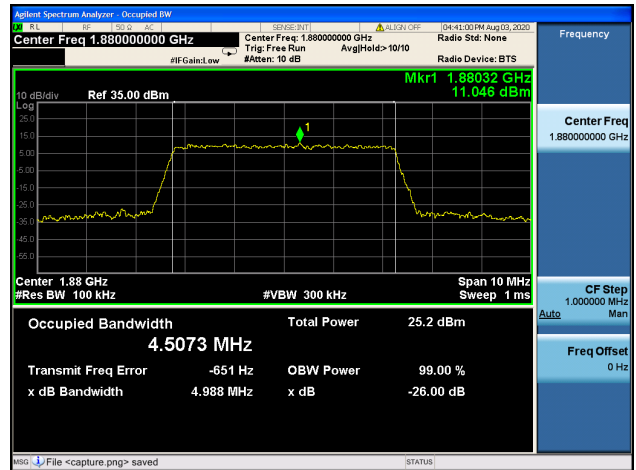 Agilent Spectrum Analyzer - Occupied BW
RL RF 50 Ω AC SENSE:INT ALIGN OFF 04:41:00 PM Aug 03, 2020
Center Freq 1.880000000 GHz
Center Freq: 1.880000000 GHz
Radio Std: None
Trig: Free Run Avg|Hold:> 10/10
#IFGain:Low #Atten: 10 dB Radio Device: BTS
Mkr1 1.88032 GHz
11.046 dBm
10 dB/div Ref 35.00 dBm
Log
25.0
15.0
5.00
-5.00
-15.0
-25.0
-35.0
-45.0
-55.0
1
Center 1.88 GHz Span 10 MHz
#Res BW 100 kHz #VBW 300 kHz Sweep 1 ms
Occupied Bandwidth Total Power 25.2 dBm
4.5073 MHz
Transmit Freq Error -651 Hz OBW Power 99.00 %
x dB Bandwidth 4.988 MHz x dB -26.00 dB
Frequency
Center Freq
1.880000000 GHz
CF Step
1.000000 MHz
Auto Man
Freq Offset
0 Hz
MSG File <capture.png> saved STATUS